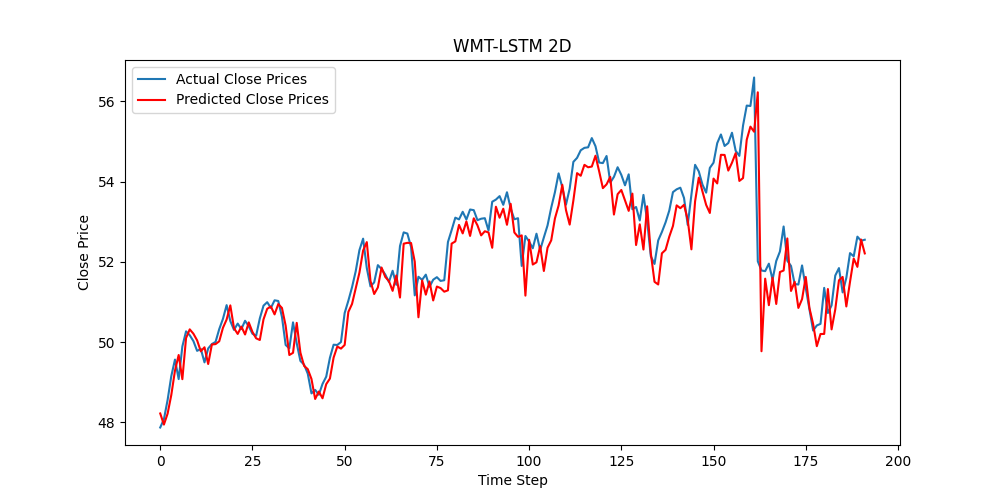 WMT-LSTM 2D
Actual Close Prices
Predicted Close Prices
Close Price
56
54
52
50
48
0 25 50 75 100 125 150 175 200
Time Step